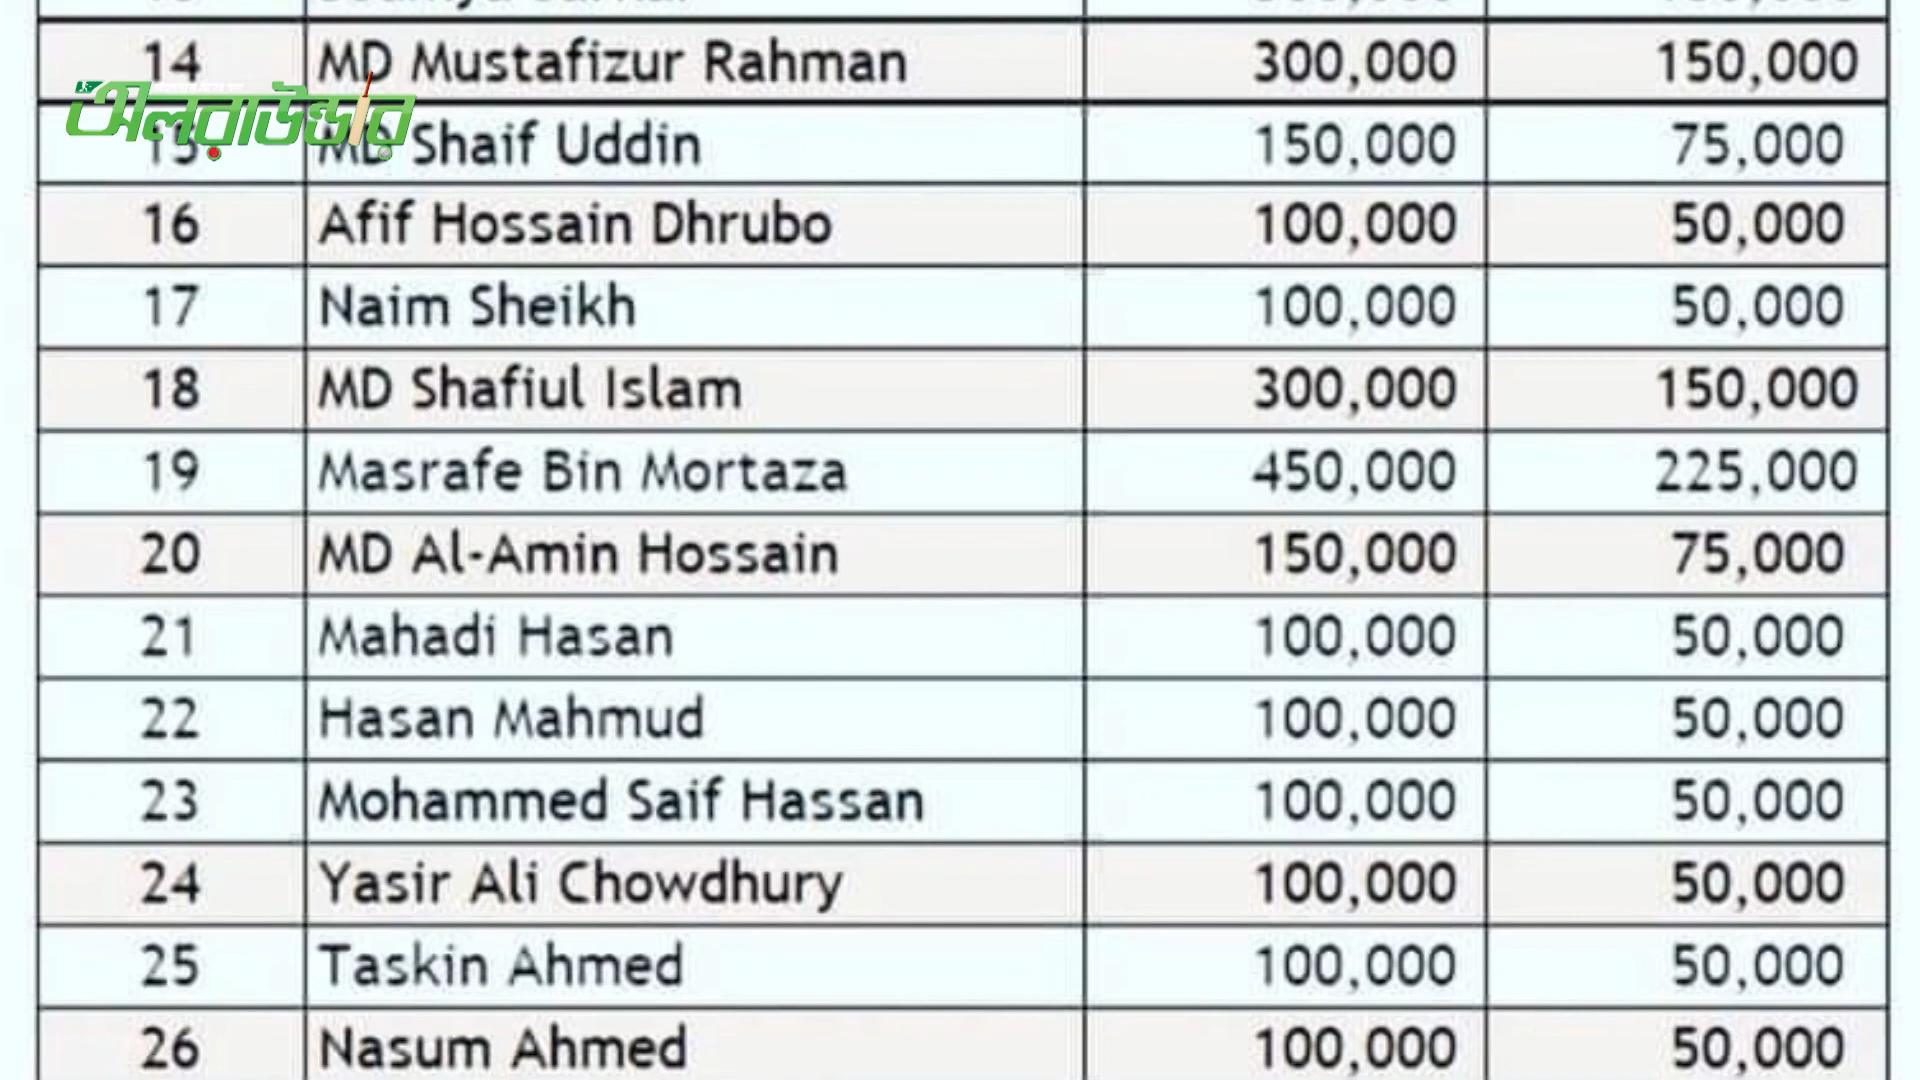 14 MD Mustafizur Rahman 300,000 150,000
অলরাউন্ডার
15 MD Shaif Uddin 150,000 75,000
16 Afif Hossain Dhrubo 100,000 50,000
17 Naim Sheikh 100,000 50,000
18 MD Shafiul Islam 300,000 150,000
19 Masrafe Bin Mortaza 450,000 225,000
20 MD Al-Amin Hossain 150,000 75,000
21 Mahadi Hasan 100,000 50,000
22 Hasan Mahmud 100,000 50,000
23 Mohammed Saif Hassan 100,000 50,000
24 Yasir Ali Chowdhury 100,000 50,000
25 Taskin Ahmed 100,000 50,000
26 Nasum Ahmed 100,000 50,000